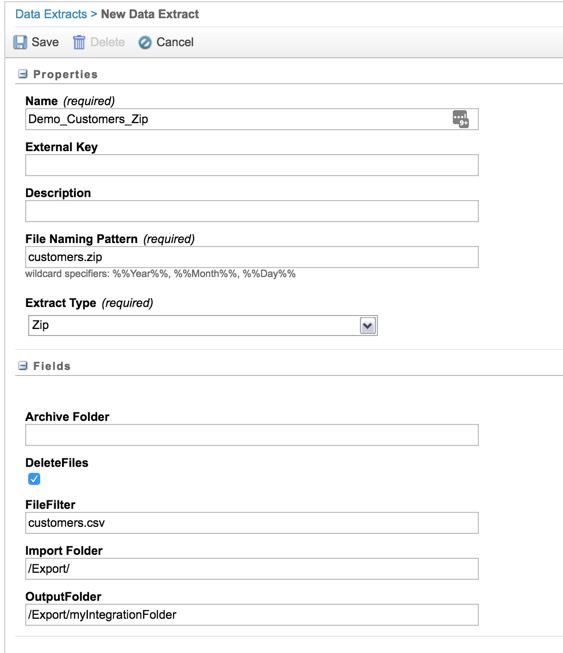 Data Extracts > New Data Extract
Save Delete Cancel
Properties
Name (required)
Demo_Customers_Zip
External Key
Description
File Naming Pattern (required)
customers.zip
wildcard specifiers: %%Year%%, %%Month%%, %%Day%%
Extract Type (required)
Zip
Fields
Archive Folder
DeleteFiles
FileFilter
customers.csv
Import Folder
/Export/
OutputFolder
/Export/myIntegrationFolder